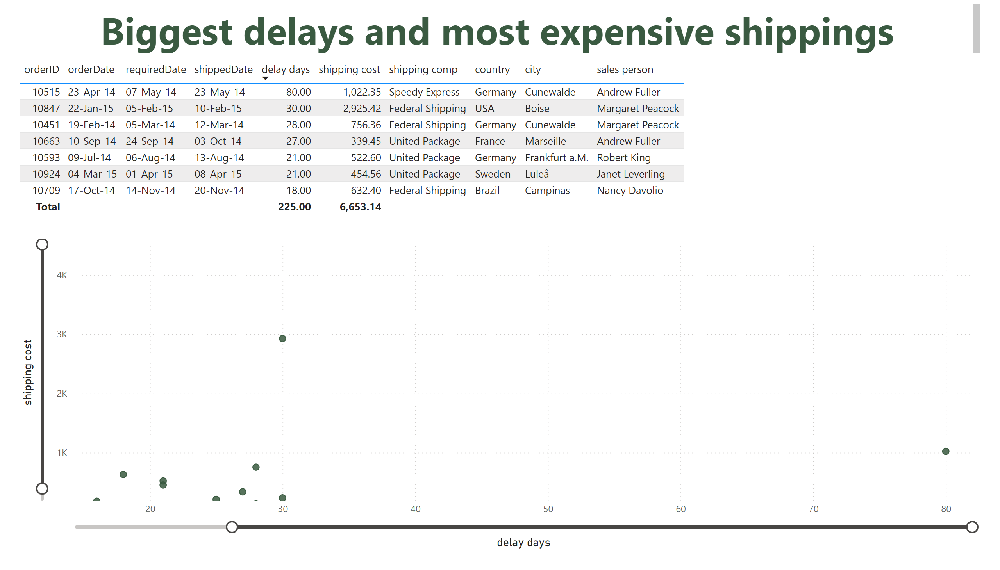 Biggest delays and most expensive shippings
orderID orderDate requiredDate shippedDate delay days shipping cost shipping comp country city sales person
10515 23-Apr-14 07-May-14 23-May-14 80.00 1,022.35 Speedy Express Germany Cunewalde Andrew Fuller
10847 22-Jan-15 05-Feb-15 10-Feb-15 30.00 2,925.42 Federal Shipping USA Boise Margaret Peacock
10451 19-Feb-14 05-Mar-14 12-Mar-14 28.00 756.36 Federal Shipping Germany Cunewalde Margaret Peacock
10663 10-Sep-14 24-Sep-14 03-Oct-14 27.00 339.45 United Package France Marseille Andrew Fuller
10593 09-Jul-14 06-Aug-14 13-Aug-14 21.00 522.60 United Package Germany Frankfurt a.M. Robert King
10924 04-Mar-15 01-Apr-15 08-Apr-15 21.00 454.56 United Package Sweden Luleå Janet Leverling
10709 17-Oct-14 14-Nov-14 20-Nov-14 18.00 632.40 Federal Shipping Brazil Campinas Nancy Davolio
Total 225.00 6,653.14
shipping cost
4K
3K
2K
1K
20 30 40 50 60 70 80
delay days